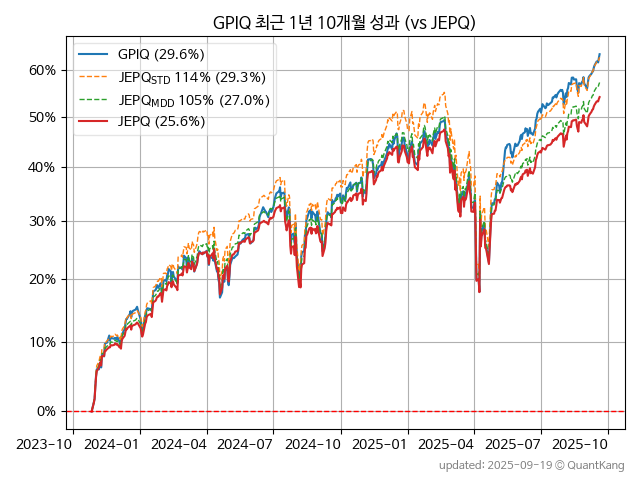 GPIQ 최근 1년 10개월 성과 (vs JEPQ)
GPIQ (29.6%)
JEPQSTD 114% (29.3%)
JEPQMDD 105% (27.0%)
JEPQ (25.6%)
60%
50%
40%
30%
20%
10%
0%
2023-10 2024-01 2024-04 2024-07 2024-10 2025-01 2025-04 2025-07 2025-10
updated: 2025-09-19 ⓒ QuantKang